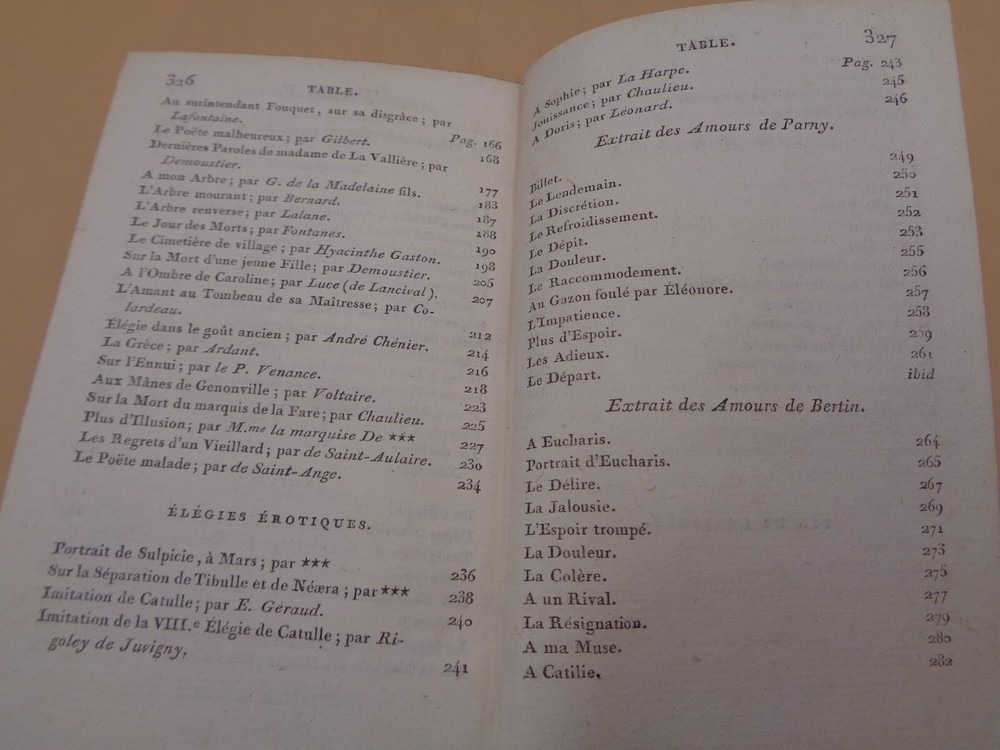 326
TABLE.
Au surintendant Fouquet, sur sa disgrâce; par
Lafontaine. Pag. 166
Le Poëte malheureux; par Gilbert. 168
Dernières Paroles de madame de La Vallière; par
Demoustier. 177
A mon Arbre; par G. de la Madelaine fils. 183
L'Arbre mourant; par Bernard. 187
L'Arbre renversé; par Lalane. 188
Le Jour des Morts; par Fontanes. 190
Le Cimetière de village; par Hyacinthe Gaston. 198
Sur la Mort d'une jeune Fille; par Demoustier. 205
A l'Ombre de Caroline; par Luce (de Lancival). 207
L'Amant au Tombeau de sa Maîtresse; par Co-
lardeau. 212
Élégie dans le goût ancien; par André Chénier. 214
La Grèce; par Ardant. 216
Sur l'Ennui; par le P. Venance. 218
Aux Mânes de Genonville; par Voltaire. 223
Sur la Mort du marquis de la Fare; par Chaulieu. 225
Plus d'Illusion; par M.me la marquise De *** 227
Les Regrets d'un Vieillard; par de Saint-Aulaire. 230
Le Poëte malade; par de Saint-Ange. 234
ÉLÉGIES ÉROTIQUES.
Portrait de Sulpicie, à Mars; par *** 236
Sur la Séparation de Tibulle et de Néæra; par *** 238
Imitation de Catulle; par E. Géraud. 240
Imitation de la VIII.e Élégie de Catulle; par Ri-
goley de Juvigny. 241
TABLE.
327
A Sophie; par La Harpe. Pag. 243
Jouissance; par Chaulieu. 245
A Doris; par Léonard. 246
Extrait des Amours de Parny.
Billet. 249
Le Lendemain. 250
La Discrétion. 251
Le Refroidissement. 252
Le Dépit. 253
La Douleur. 255
Le Raccommodement. 256
Au Gazon foulé par Éléonore. 257
L'Impatience. 258
Plus d'Espoir. 259
Les Adieux. 261
Le Départ. ibid
Extrait des Amours de Bertin.
A Eucharis. 264
Portrait d'Eucharis. 265
Le Délire. 267
La Jalousie. 269
L'Espoir trompé. 271
La Douleur. 273
La Colère. 275
A un Rival. 277
La Résignation. 279
A ma Muse. 280
A Catilie. 282